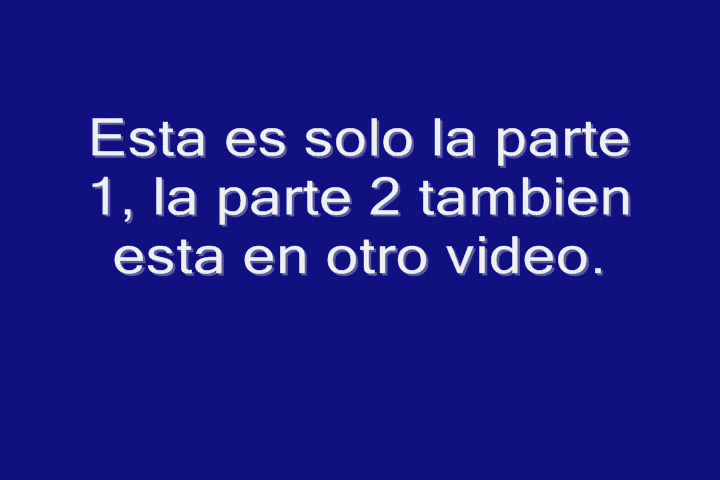 Esta es solo la parte
1, la parte 2 tambien
esta en otro video.